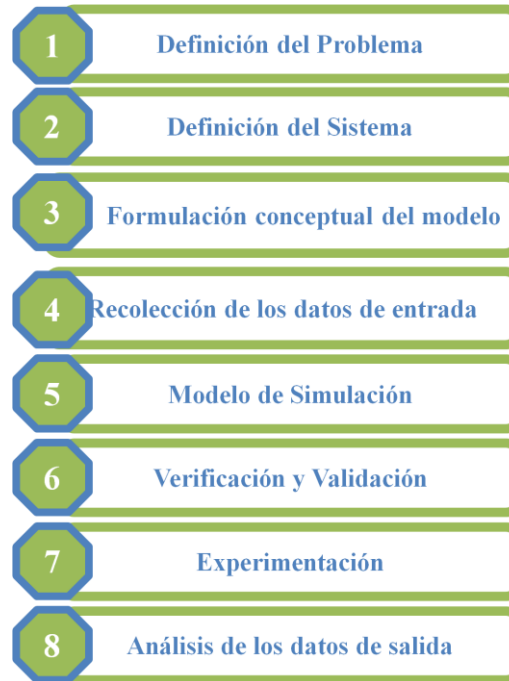 1 Definición del Problema
2 Definición del Sistema
3 Formulación conceptual del modelo
4 Recolección de los datos de entrada
5 Modelo de Simulación
6 Verificación y Validación
7 Experimentación
8 Análisis de los datos de salida